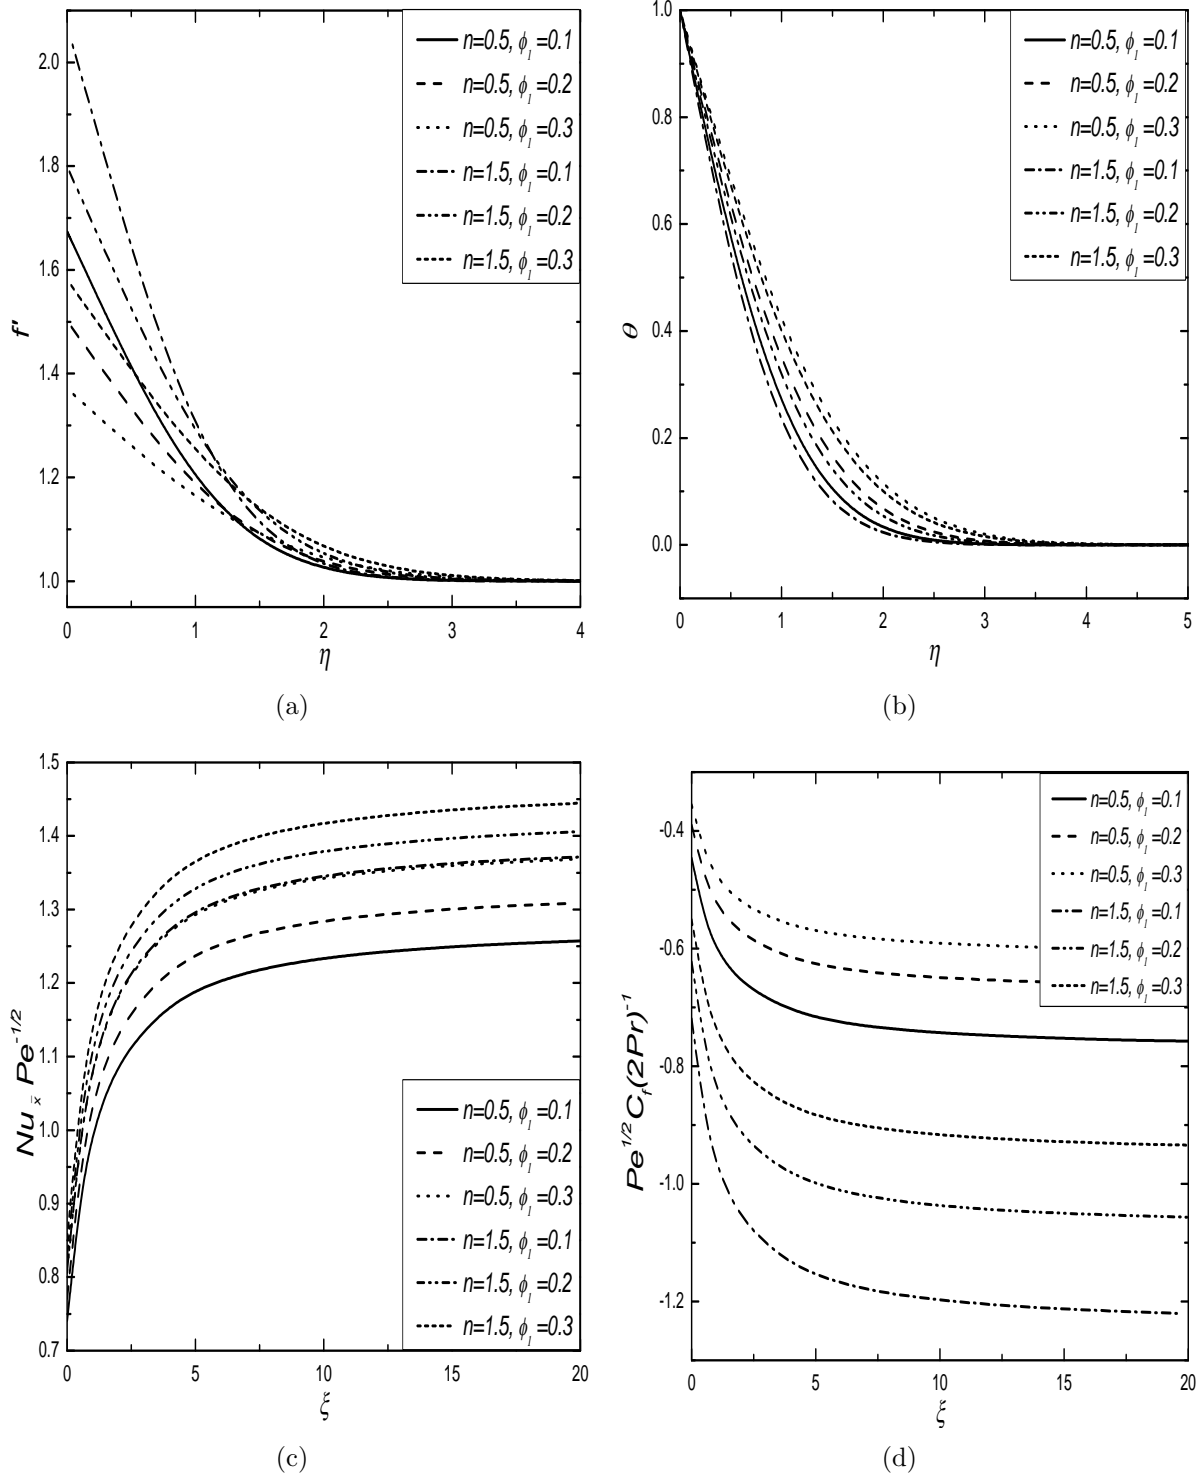 f'
2.0
1.8
1.6
1.4
1.2
1.0
0 1 2 3 4
η
n=0.5, ϕ₁=0.1
n=0.5, ϕ₁=0.2
n=0.5, ϕ₁=0.3
n=1.5, ϕ₁=0.1
n=1.5, ϕ₁=0.2
n=1.5, ϕ₁=0.3
(a)
θ
1.0
0.8
0.6
0.4
0.2
0.0
0 1 2 3 4 5
η
n=0.5, ϕ₁=0.1
n=0.5, ϕ₁=0.2
n=0.5, ϕ₁=0.3
n=1.5, ϕ₁=0.1
n=1.5, ϕ₁=0.2
n=1.5, ϕ₁=0.3
(b)
Nu_x̄ Pe^-1/2
1.5
1.4
1.3
1.2
1.1
1.0
0.9
0.8
0.7
0 5 10 15 20
ξ
n=0.5, ϕ₁=0.1
n=0.5, ϕ₁=0.2
n=0.5, ϕ₁=0.3
n=1.5, ϕ₁=0.1
n=1.5, ϕ₁=0.2
n=1.5, ϕ₁=0.3
(c)
Pe^1/2 C_f(2Pr)^-1
-0.4
-0.6
-0.8
-1.0
-1.2
0 5 10 15 20
ξ
n=0.5, ϕ₁=0.1
n=0.5, ϕ₁=0.2
n=0.5, ϕ₁=0.3
n=1.5, ϕ₁=0.1
n=1.5, ϕ₁=0.2
n=1.5, ϕ₁=0.3
(d)